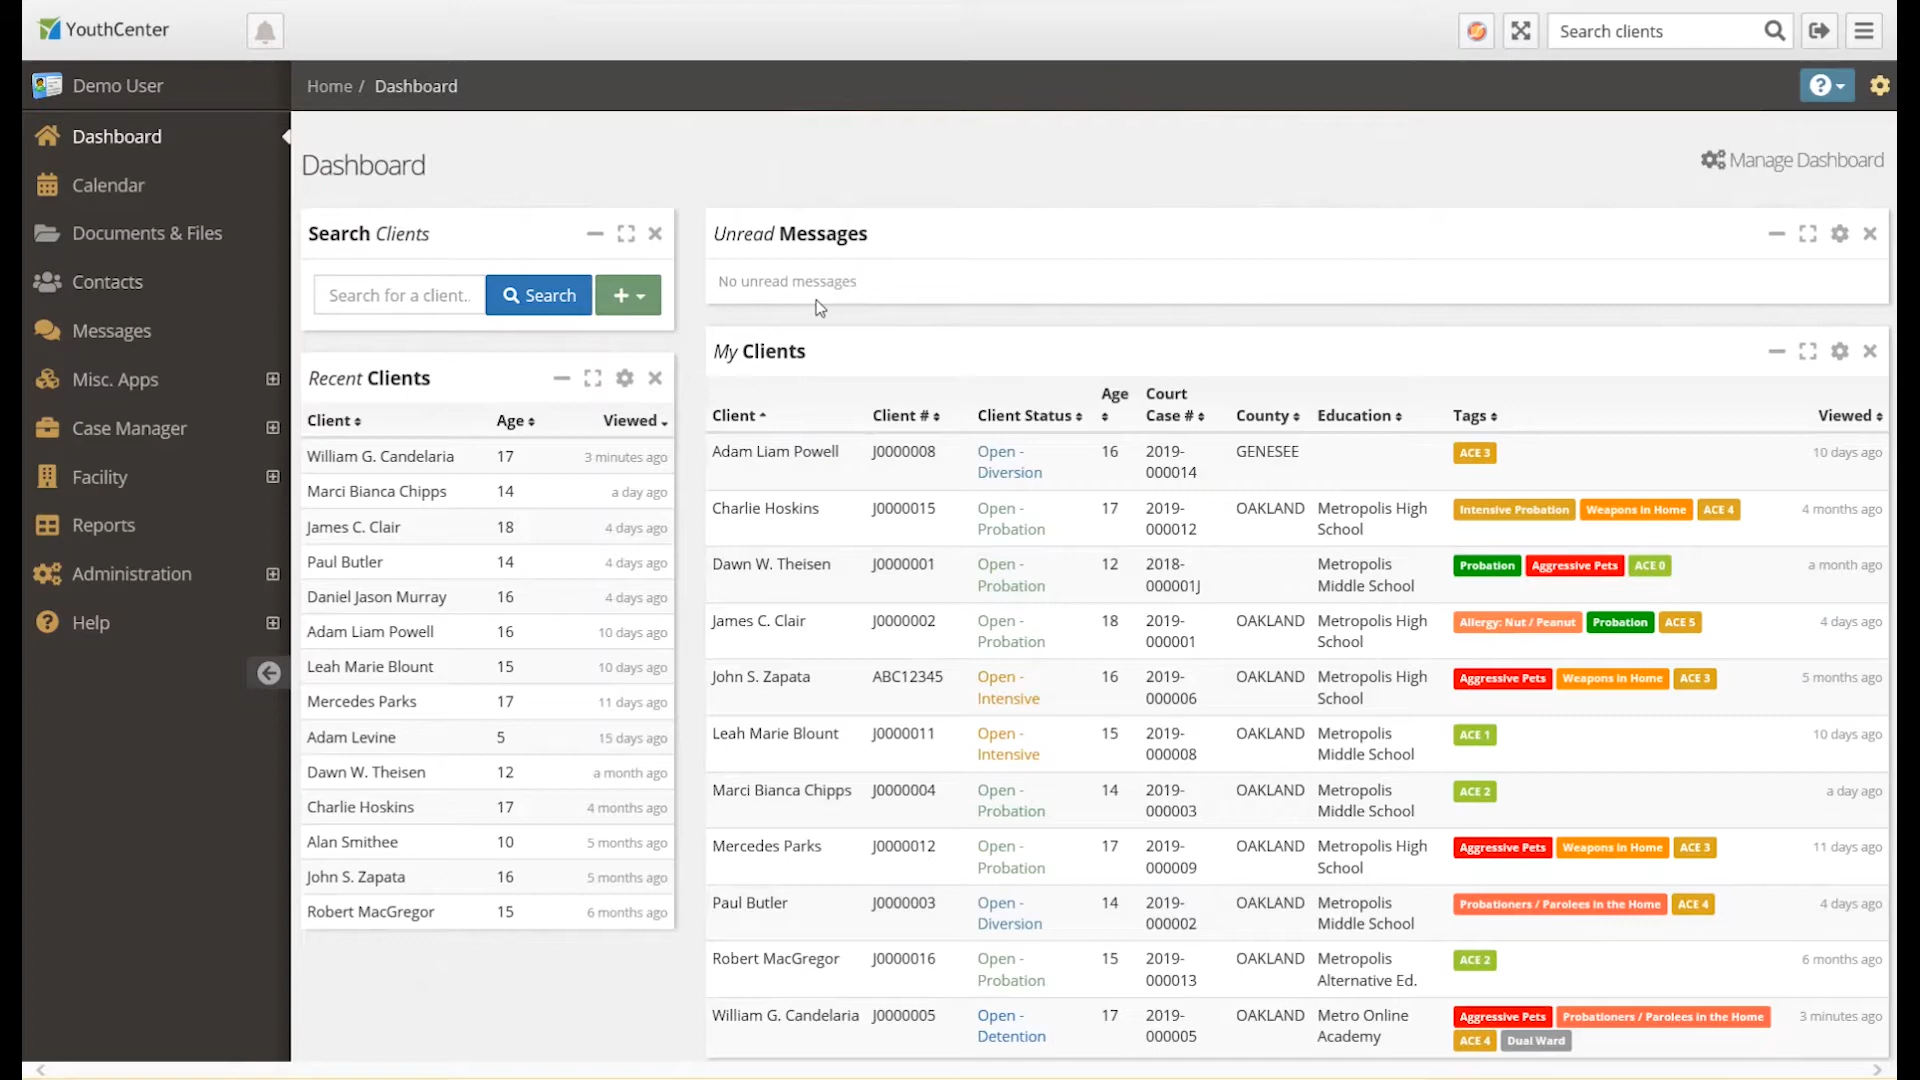 YouthCenter
Search clients
Demo User
Home / Dashboard
Dashboard
Calendar
Documents & Files
Contacts
Messages
Misc. Apps
Case Manager
Facility
Reports
Administration
Help
Dashboard
Manage Dashboard
Search Clients
Search for a client..
Search
Recent Clients
Client Age Viewed
William G. Candelaria 17 3 minutes ago
Marci Bianca Chipps 14 a day ago
James C. Clair 18 4 days ago
Paul Butler 14 4 days ago
Daniel Jason Murray 16 4 days ago
Adam Liam Powell 16 10 days ago
Leah Marie Blount 15 10 days ago
Mercedes Parks 17 11 days ago
Adam Levine 5 15 days ago
Dawn W. Theisen 12 a month ago
Charlie Hoskins 17 4 months ago
Alan Smithee 10 5 months ago
John S. Zapata 16 5 months ago
Robert MacGregor 15 6 months ago
Unread Messages
No unread messages
My Clients
Age Court
Client Client # Client Status Case # County Education Tags Viewed
Adam Liam Powell J0000008 Open - 16 2019- GENESEE ACE 3 10 days ago
Diversion 000014
Charlie Hoskins J0000015 Open - 17 2019- OAKLAND Metropolis High Intensive Probation Weapons in Home ACE 4 4 months ago
Probation 000012 School
Dawn W. Theisen J0000001 Open - 12 2018- Metropolis Probation Aggressive Pets ACE 0 a month ago
Probation 000001J Middle School
James C. Clair J0000002 Open - 18 2019- OAKLAND Metropolis High Allergy: Nut / Peanut Probation ACE 5 4 days ago
Probation 000001 School
John S. Zapata ABC12345 Open - 16 2019- OAKLAND Metropolis High Aggressive Pets Weapons in Home ACE 3 5 months ago
Intensive 000006 School
Leah Marie Blount J0000011 Open - 15 2019- OAKLAND Metropolis ACE 1 10 days ago
Intensive 000008 Middle School
Marci Bianca Chipps J0000004 Open - 14 2019- OAKLAND Metropolis ACE 2 a day ago
Probation 000003 Middle School
Mercedes Parks J0000012 Open - 17 2019- OAKLAND Metropolis High Aggressive Pets Weapons in Home ACE 3 11 days ago
Probation 000009 School
Paul Butler J0000003 Open - 14 2019- OAKLAND Metropolis Probationers / Parolees in the Home ACE 4 4 days ago
Diversion 000002 Middle School
Robert MacGregor J0000016 Open - 15 2019- OAKLAND Metropolis ACE 2 6 months ago
Probation 000013 Alternative Ed.
William G. Candelaria J0000005 Open - 17 2019- OAKLAND Metro Online Aggressive Pets Probationers / Parolees in the Home 3 minutes ago
Detention 000005 Academy ACE 4 Dual Ward